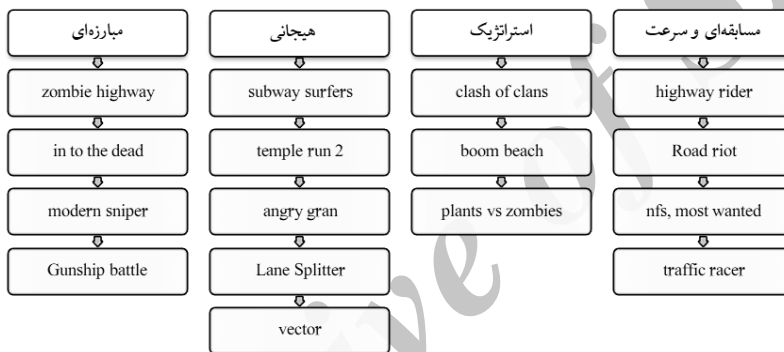 مبارزه‌ای
zombie highway
in to the dead
modern sniper
Gunship battle
هیجانی
subway surfers
temple run 2
angry gran
Lane Splitter
vector
استراتژیک
clash of clans
boom beach
plants vs zombies
مسابقه‌ای و سرعت
highway rider
Road riot
nfs, most wanted
traffic racer